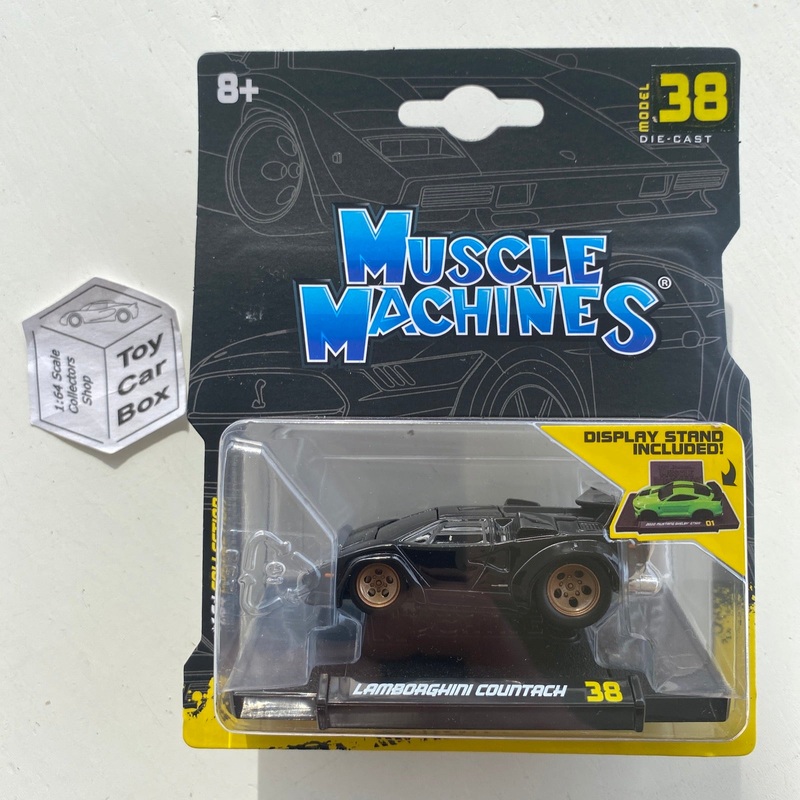 8+
MODEL 38
DIE-CAST
MUSCLE
MACHINES®
1:64 Scale
Collectors
Shop
Toy
Car
Box
DISPLAY STAND
INCLUDED!
01
COLLECTION
LAMBORGHINI COUNTACH 38